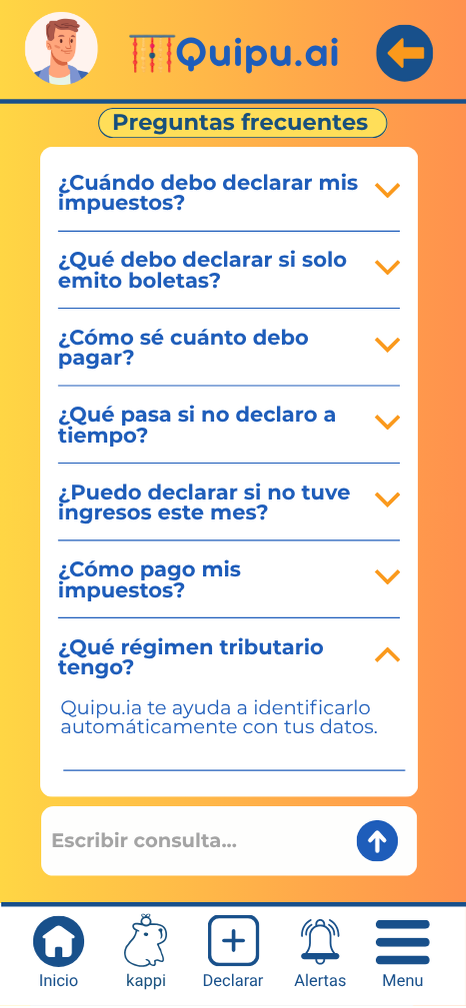 Quipu.ai
Preguntas frecuentes
¿Cuándo debo declarar mis
impuestos?
¿Qué debo declarar si solo
emito boletas?
¿Cómo sé cuánto debo
pagar?
¿Qué pasa si no declaro a
tiempo?
¿Puedo declarar si no tuve
ingresos este mes?
¿Cómo pago mis
impuestos?
¿Qué régimen tributario
tengo?
Quipu.ia te ayuda a identificarlo
automáticamente con tus datos.
Escribir consulta...
Inicio kappi Declarar Alertas Menu